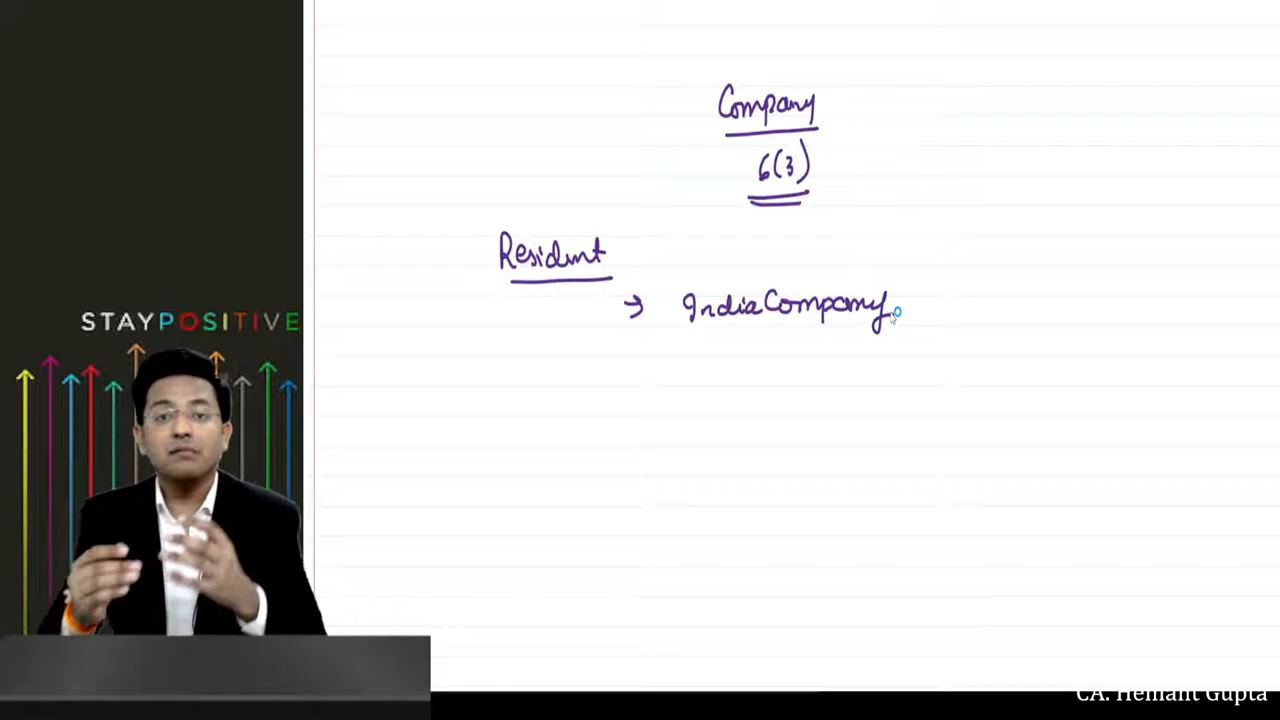 Company
6(3)
Resident
→ India Company
STAYPOSITIVE
CA. Hemant Gupta